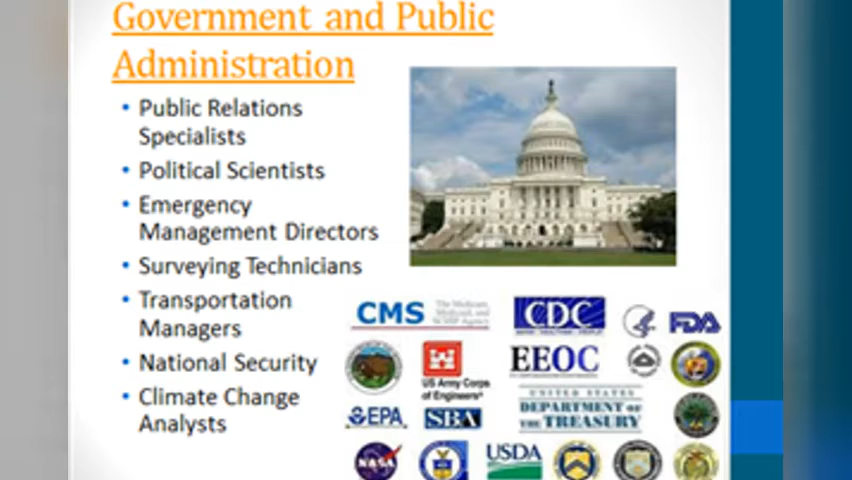 Government and Public
Administration
• Public Relations
Specialists
• Political Scientists
• Emergency
Management Directors
• Surveying Technicians
• Transportation
Managers
• National Security
• Climate Change
Analysts
CMS
CDC
FDA
US Army Corps
of Engineers
EEOC
EPA
SBA
UNITED STATES
DEPARTMENT OF
THE TREASURY
NASA
USDA